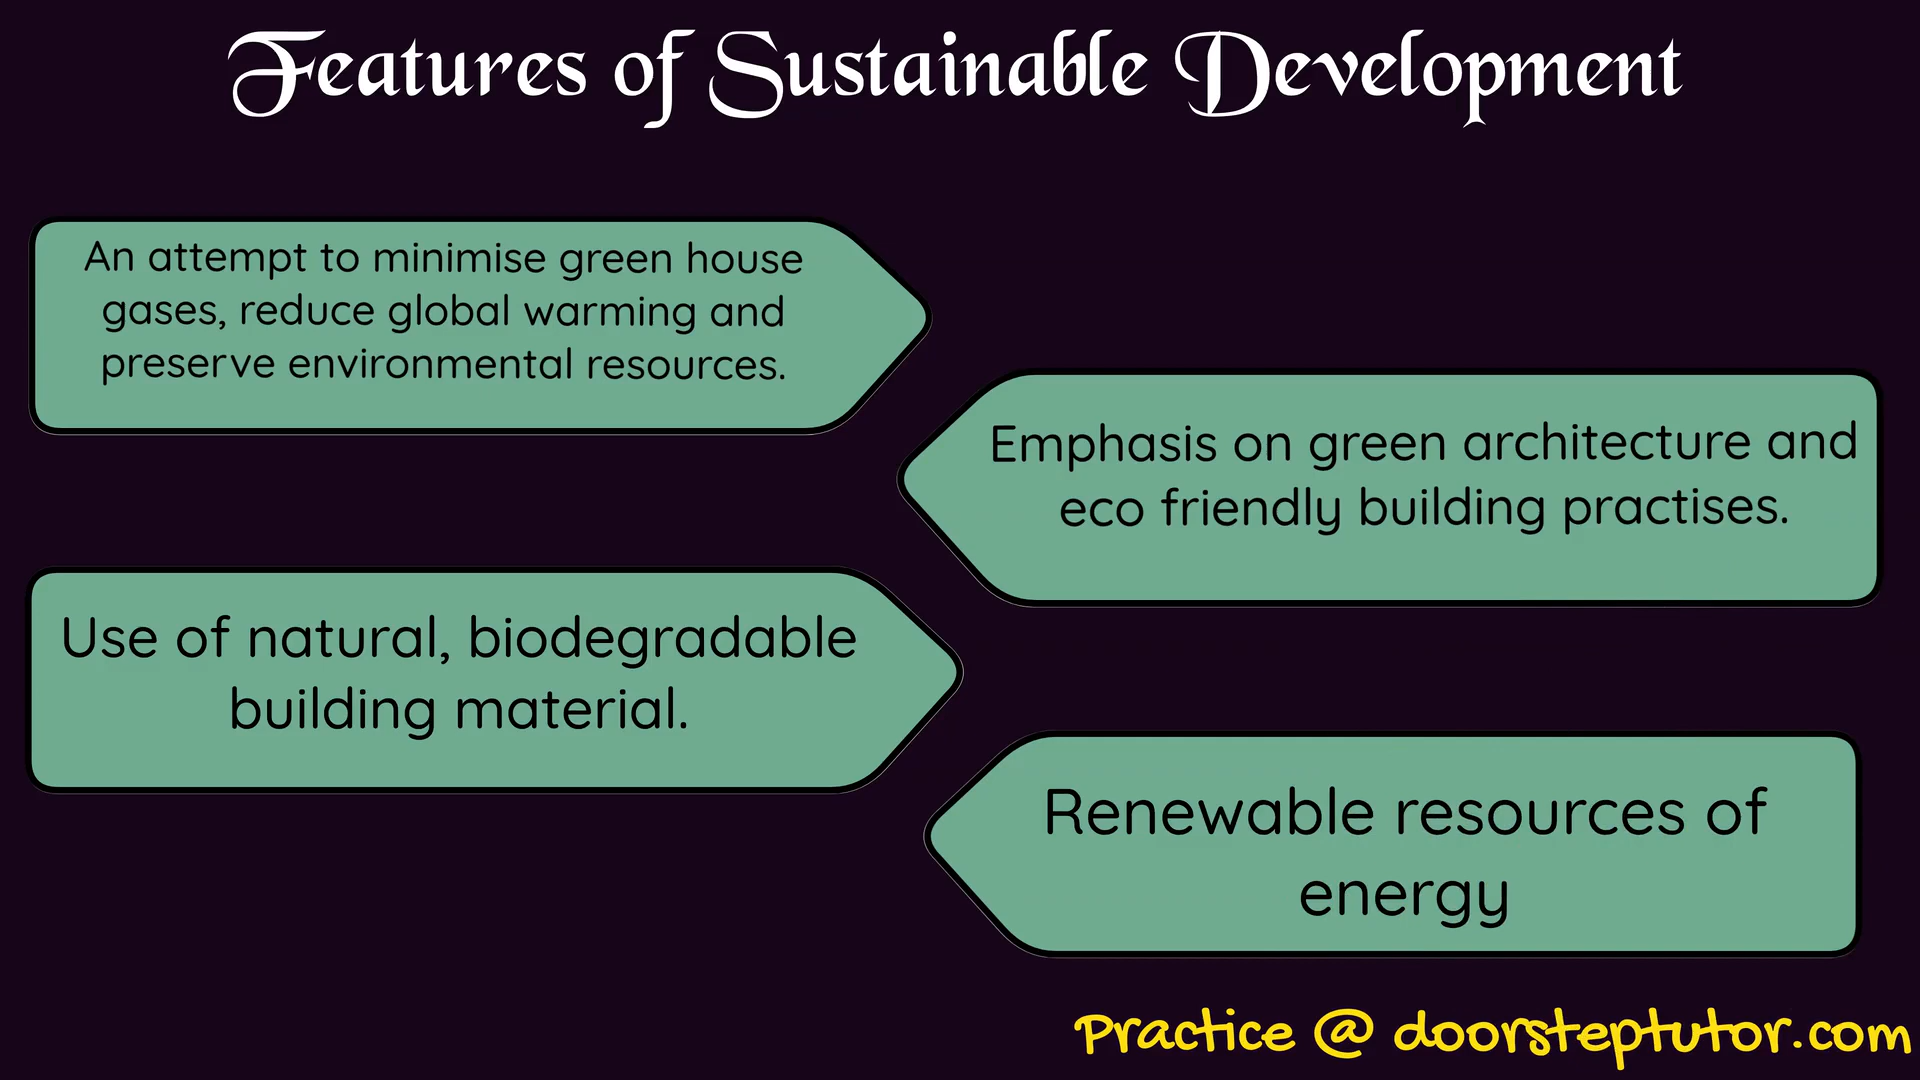 Features of Sustainable Development
An attempt to minimise green house
gases, reduce global warming and
preserve environmental resources.
Emphasis on green architecture and
eco friendly building practises.
Use of natural, biodegradable
building material.
Renewable resources of
energy
Practice @ doorsteptutor.com